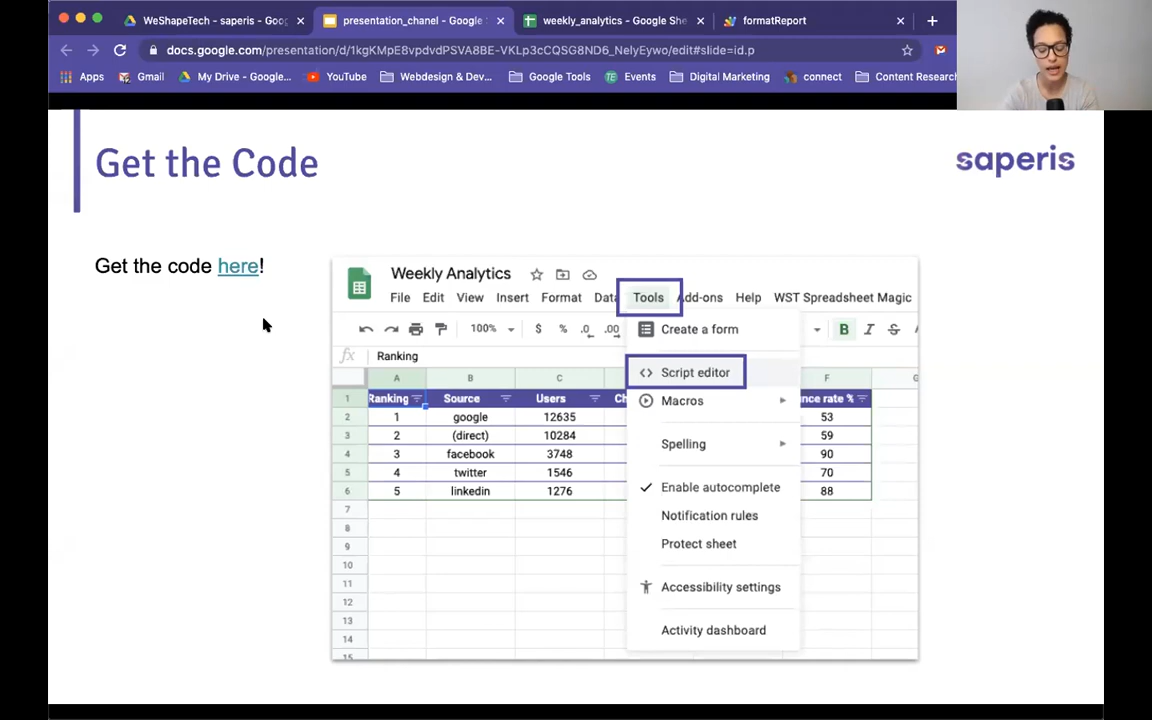 WeShapeTech - saperis - Goo
presentation_chanel - Google
weekly_analytics - Google She
formatReport
docs.google.com/presentation/d/1kgKMpE8vpdvdPSVA8BE-VKLp3cCQSG8ND6_NelyEywo/edit#slide=id.p
Apps Gmail My Drive - Google... YouTube Webdesign & Dev... Google Tools Events Digital Marketing connect Content Researc
Get the Code
saperis
Get the code here!
Weekly Analytics
File Edit View Insert Format Data Tools Add-ons Help WST Spreadsheet Magic
100% $ % .0 .00 B I S
Create a form
fx Ranking
Script editor
A B C F G
1 Ranking Source Users Ch nce rate %
Macros
2 1 google 12635 53
3 2 (direct) 10284 59
Spelling
4 3 facebook 3748 90
5 4 twitter 1546 70
Enable autocomplete
6 5 linkedin 1276 88
7
Notification rules
8
Protect sheet
9
10
Accessibility settings
11
12
Activity dashboard
13
14
15